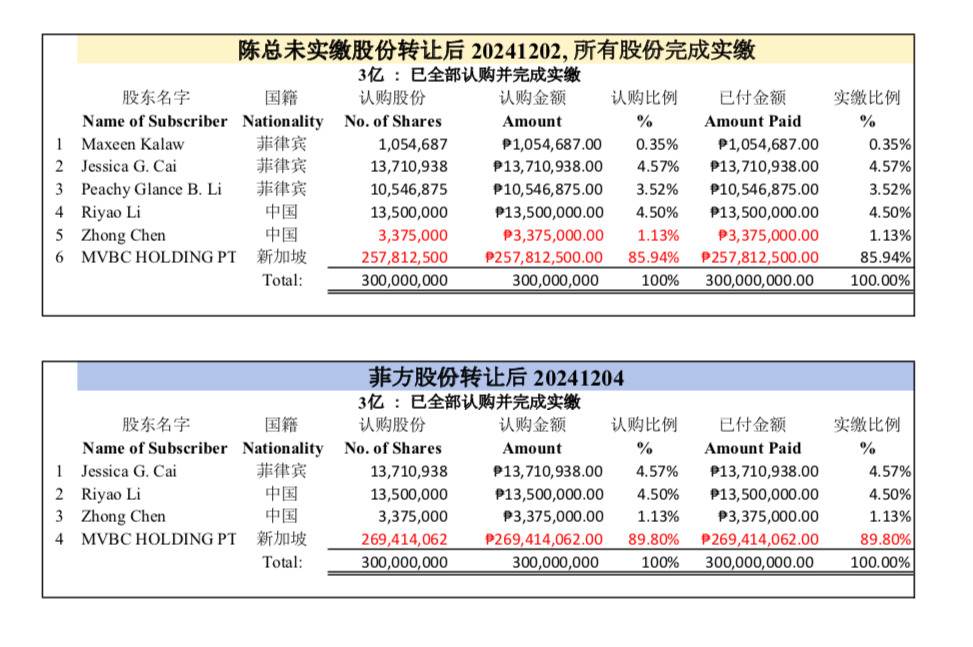 陈总未实缴股份转让后 20241202, 所有股份完成实缴
3亿 ： 已全部认购并完成实缴
股东名字 国籍 认购股份 认购金额 认购比例 已付金额 实缴比例
Name of Subscriber Nationality No. of Shares Amount % Amount Paid %
1 Maxeen Kalaw 菲律宾 1,054,687 ₱1,054,687.00 0.35% ₱1,054,687.00 0.35%
2 Jessica G. Cai 菲律宾 13,710,938 ₱13,710,938.00 4.57% ₱13,710,938.00 4.57%
3 Peachy Glance B. Li 菲律宾 10,546,875 ₱10,546,875.00 3.52% ₱10,546,875.00 3.52%
4 Riyao Li 中国 13,500,000 ₱13,500,000.00 4.50% ₱13,500,000.00 4.50%
5 Zhong Chen 中国 3,375,000 ₱3,375,000.00 1.13% ₱3,375,000.00 1.13%
6 MVBC HOLDING PT 新加坡 257,812,500 ₱257,812,500.00 85.94% ₱257,812,500.00 85.94%
Total: 300,000,000 300,000,000 100% 300,000,000.00 100.00%
菲方股份转让后 20241204
3亿 ： 已全部认购并完成实缴
股东名字 国籍 认购股份 认购金额 认购比例 已付金额 实缴比例
Name of Subscriber Nationality No. of Shares Amount % Amount Paid %
1 Jessica G. Cai 菲律宾 13,710,938 ₱13,710,938.00 4.57% ₱13,710,938.00 4.57%
2 Riyao Li 中国 13,500,000 ₱13,500,000.00 4.50% ₱13,500,000.00 4.50%
3 Zhong Chen 中国 3,375,000 ₱3,375,000.00 1.13% ₱3,375,000.00 1.13%
4 MVBC HOLDING PT 新加坡 269,414,062 ₱269,414,062.00 89.80% ₱269,414,062.00 89.80%
Total: 300,000,000 300,000,000 100% 300,000,000.00 100.00%